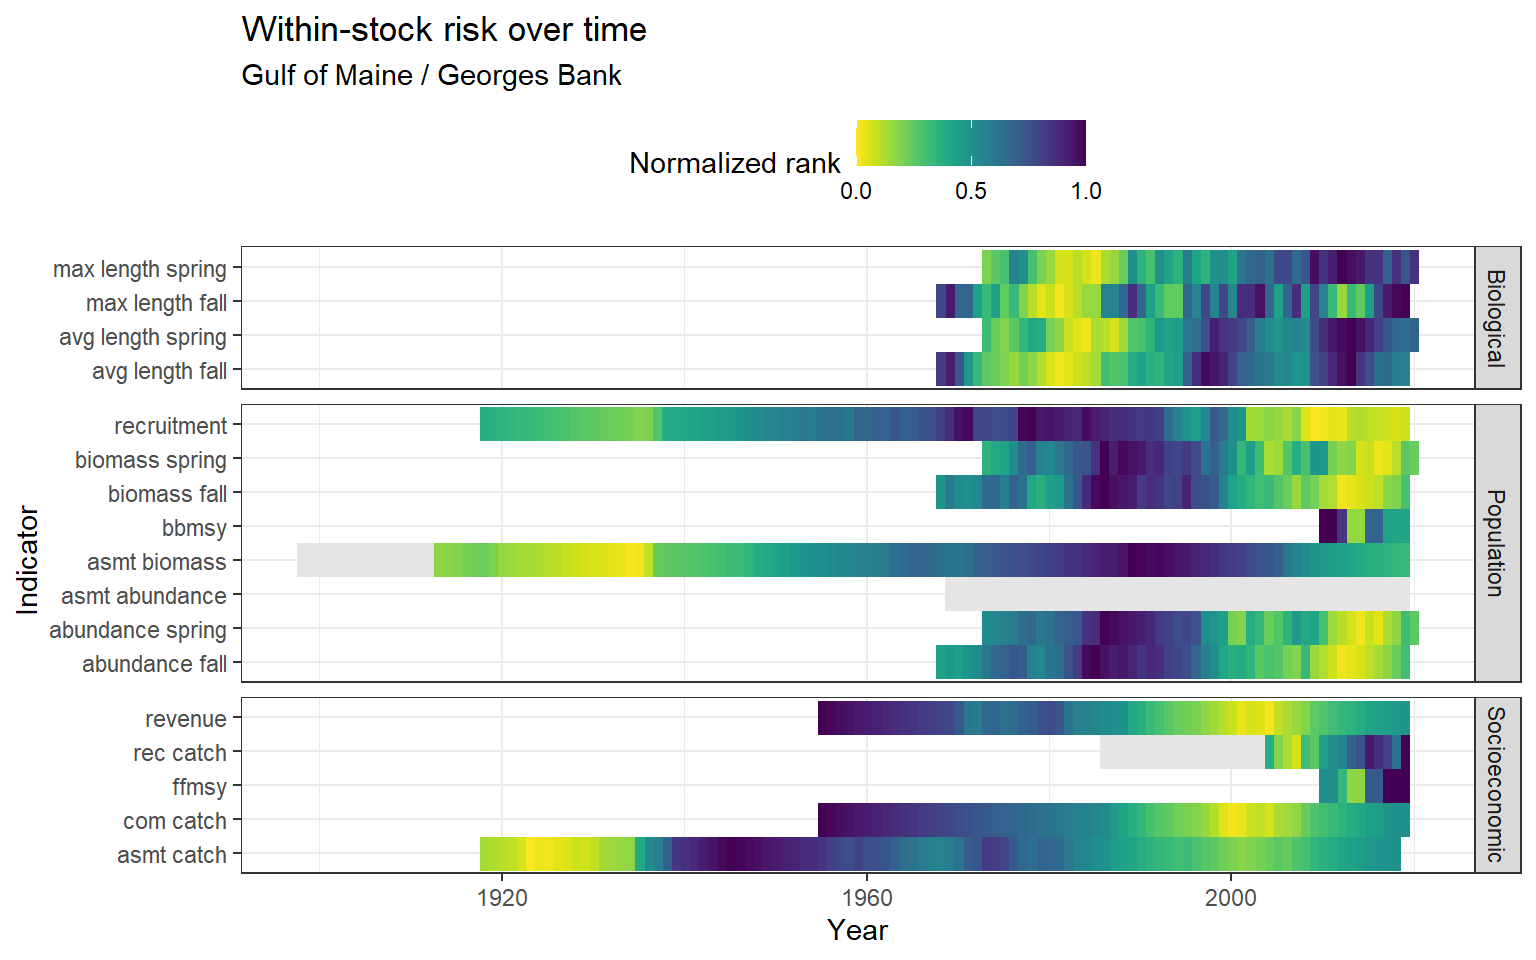 Within-stock risk over time
Gulf of Maine / Georges Bank
Normalized rank
0.0 0.5 1.0
max length spring
max length fall
avg length spring
avg length fall
Biological
recruitment
biomass spring
biomass fall
bbmsy
asmt biomass
asmt abundance
abundance spring
abundance fall
Population
revenue
rec catch
ffmsy
com catch
asmt catch
Socioeconomic
Indicator
1920 1960 2000
Year